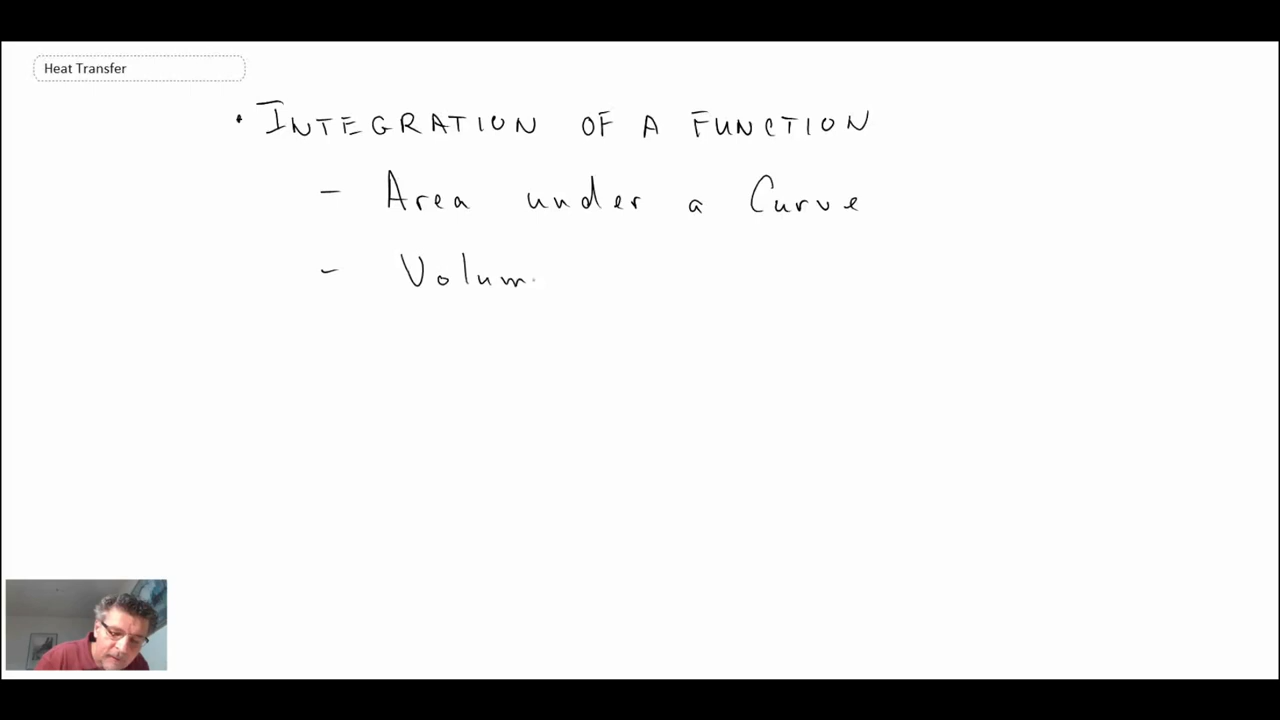 Heat Transfer
• INTEGRATION OF A FUNCTION
- Area under a Curve
- Volum